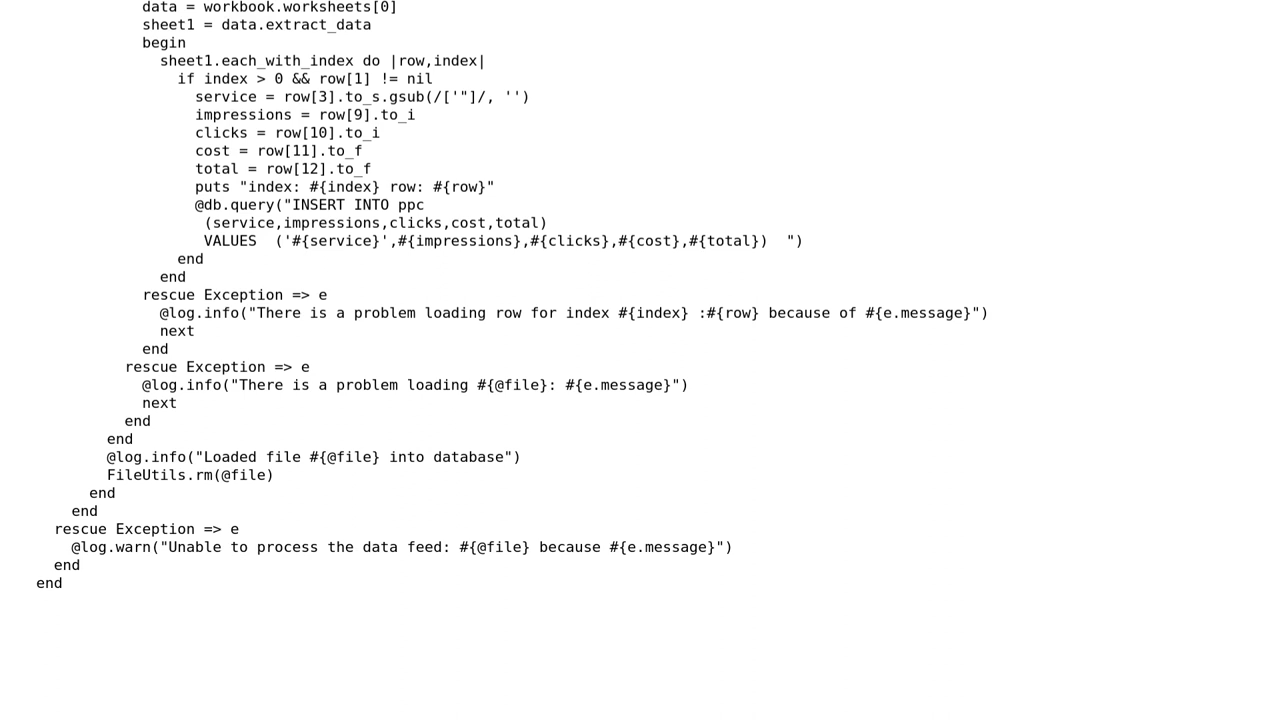 data = workbook.worksheets[0]
sheet1 = data.extract_data
begin
sheet1.each_with_index do |row,index|
if index > 0 && row[1] != nil
service = row[3].to_s.gsub(/['"]/, '')
impressions = row[9].to_i
clicks = row[10].to_i
cost = row[11].to_f
total = row[12].to_f
puts "index: #{index} row: #{row}"
@db.query("INSERT INTO ppc
(service,impressions,clicks,cost,total)
VALUES  ('#{service}',#{impressions},#{clicks},#{cost},#{total})  ")
end
end
rescue Exception => e
@log.info("There is a problem loading row for index #{index} :#{row} because of #{e.message}")
next
end
rescue Exception => e
@log.info("There is a problem loading #{@file}: #{e.message}")
next
end
end
@log.info("Loaded file #{@file} into database")
FileUtils.rm(@file)
end
end
rescue Exception => e
@log.warn("Unable to process the data feed: #{@file} because #{e.message}")
end
end